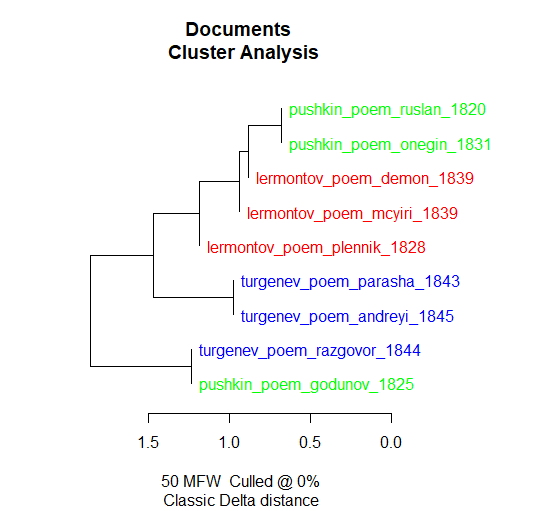 Documents
Cluster Analysis
pushkin_poem_ruslan_1820
pushkin_poem_onegin_1831
lermontov_poem_demon_1839
lermontov_poem_mcyiri_1839
lermontov_poem_plennik_1828
turgenev_poem_parasha_1843
turgenev_poem_andreyi_1845
turgenev_poem_razgovor_1844
pushkin_poem_godunov_1825
1.5 1.0 0.5 0.0
50 MFW Culled @ 0%
Classic Delta distance